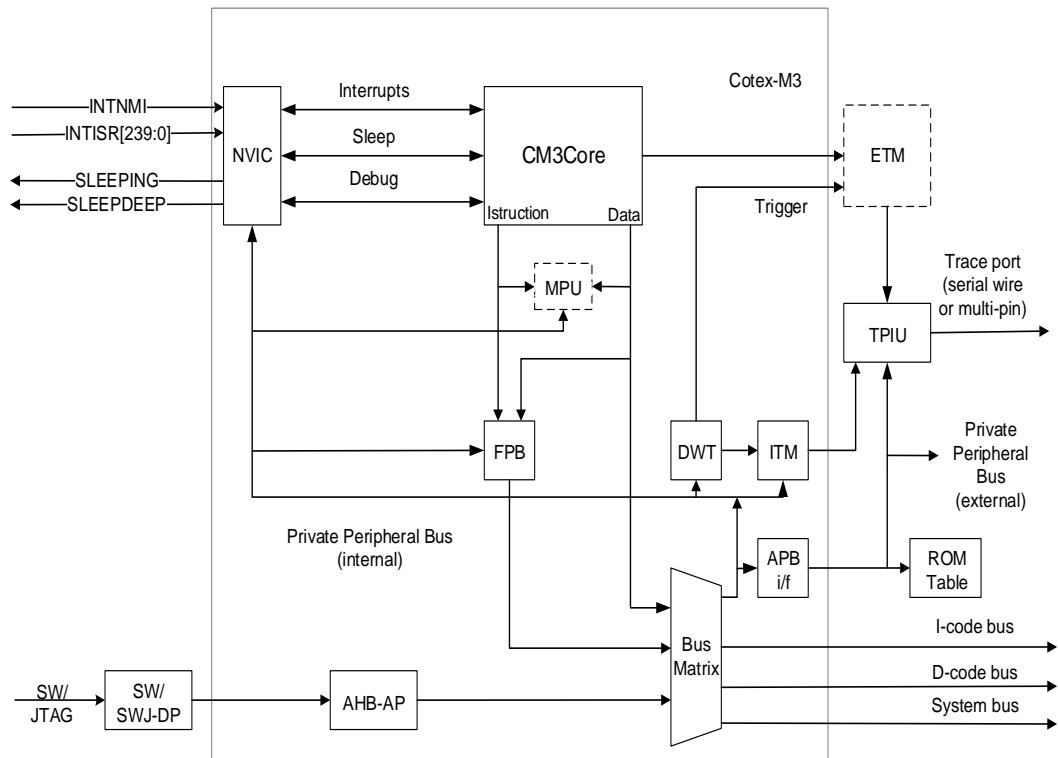 Cotex-M3
INTNMI
INTISR[239:0]
SLEEPING
SLEEPDEEP
NVIC
Interrupts
Sleep
Debug
CM3Core
Istruction
Data
ETM
Trigger
MPU
Trace port
(serial wire
or multi-pin)
TPIU
FPB
DWT
ITM
Private
Peripheral
Bus
(external)
Private Peripheral Bus
(internal)
APB
i/f
ROM
Table
Bus
Matrix
I-code bus
D-code bus
System bus
SW/
JTAG
SW/
SWJ-DP
AHB-AP